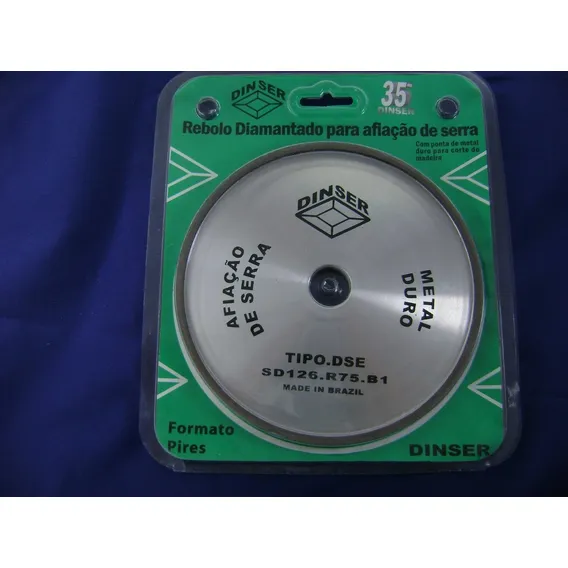 DINSER
35
DINSER
Rebolo Diamantado para afiação de serra
Com ponta de metal
duro para corte de
madeira
DINSER
AFIAÇÃO
DE SERRA
METAL
DURO
TIPO.DSE
SD126.R75.B1
MADE IN BRAZIL
Formato
Pires
DINSER